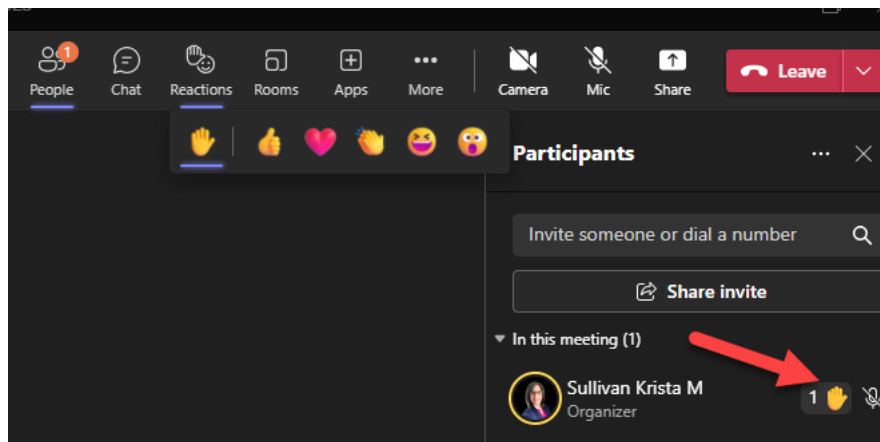 1
People Chat Reactions Rooms Apps More Camera Mic Share Leave
Participants
Invite someone or dial a number
Share invite
In this meeting (1)
Sullivan Krista M
1
Organizer